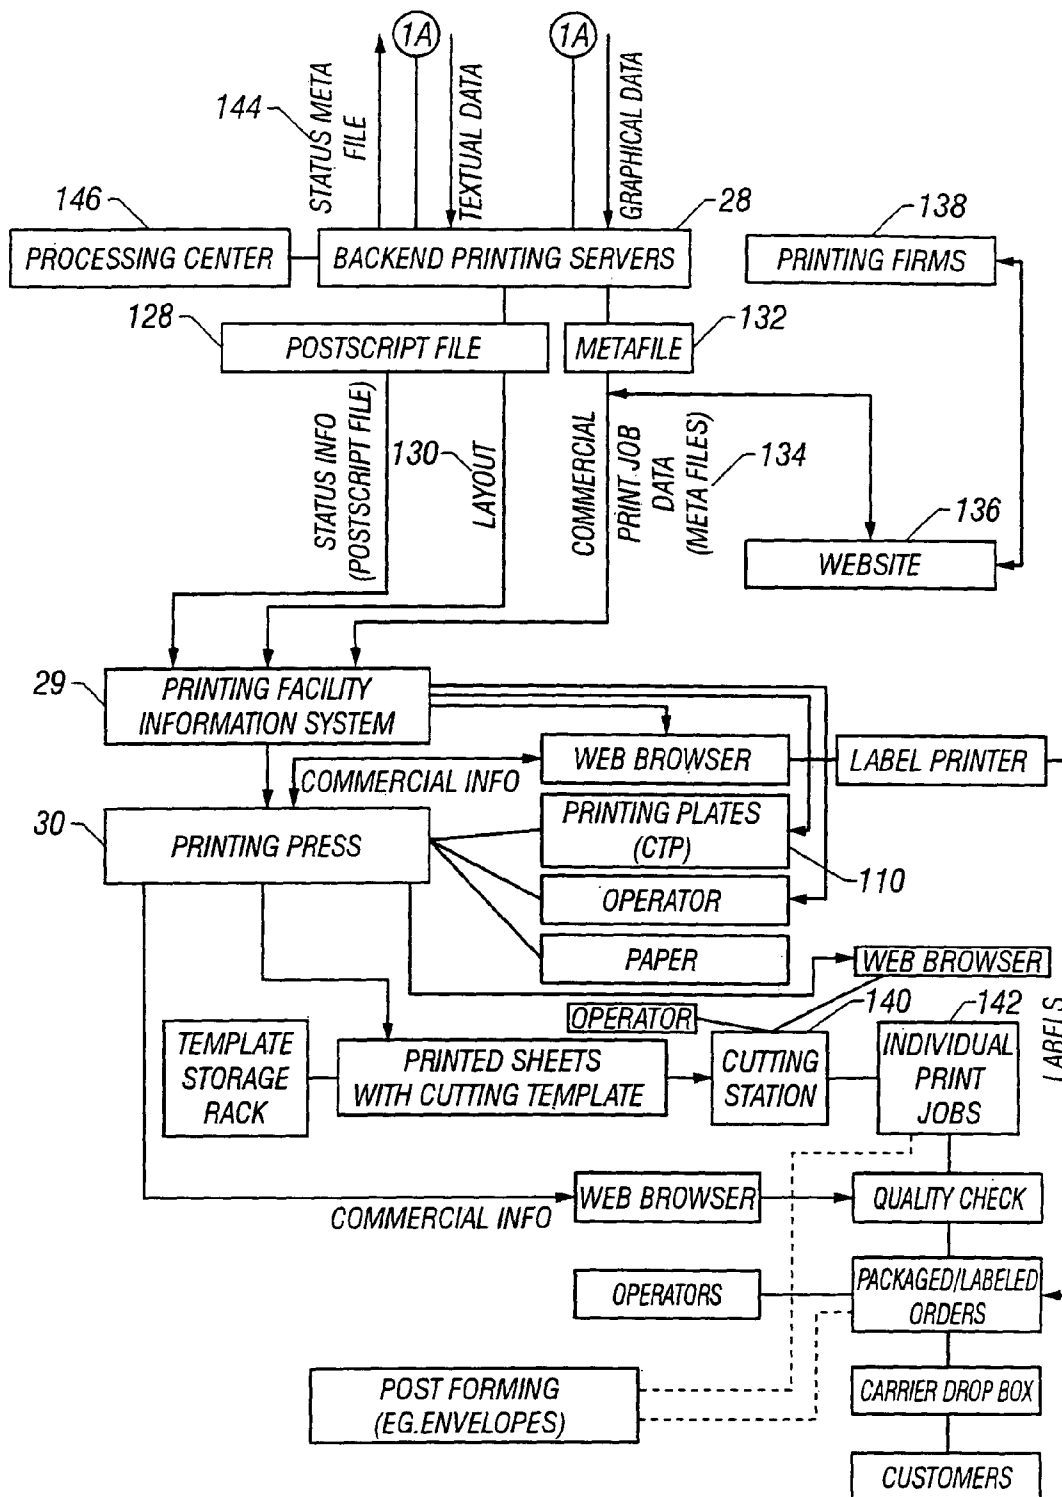 1A
1A
144
STATUS META
FILE
TEXTUAL DATA
GRAPHICAL DATA
146
28
138
PROCESSING CENTER
BACKEND PRINTING SERVERS
PRINTING FIRMS
128
POSTSCRIPT FILE
METAFILE
132
STATUS INFO
(POSTSCRIPT FILE)
130
LAYOUT
COMMERCIAL
PRINT JOB
DATA
(META FILES)
134
136
WEBSITE
29
PRINTING FACILITY
INFORMATION SYSTEM
COMMERCIAL INFO
WEB BROWSER
LABEL PRINTER
30
PRINTING PRESS
PRINTING PLATES
(CTP)
110
OPERATOR
PAPER
WEB BROWSER
LABELS
OPERATOR
140
142
TEMPLATE
STORAGE
RACK
PRINTED SHEETS
WITH CUTTING TEMPLATE
CUTTING
STATION
INDIVIDUAL
PRINT
JOBS
COMMERCIAL INFO
WEB BROWSER
QUALITY CHECK
OPERATORS
PACKAGED/LABELED
ORDERS
POST FORMING
(EG.ENVELOPES)
CARRIER DROP BOX
CUSTOMERS